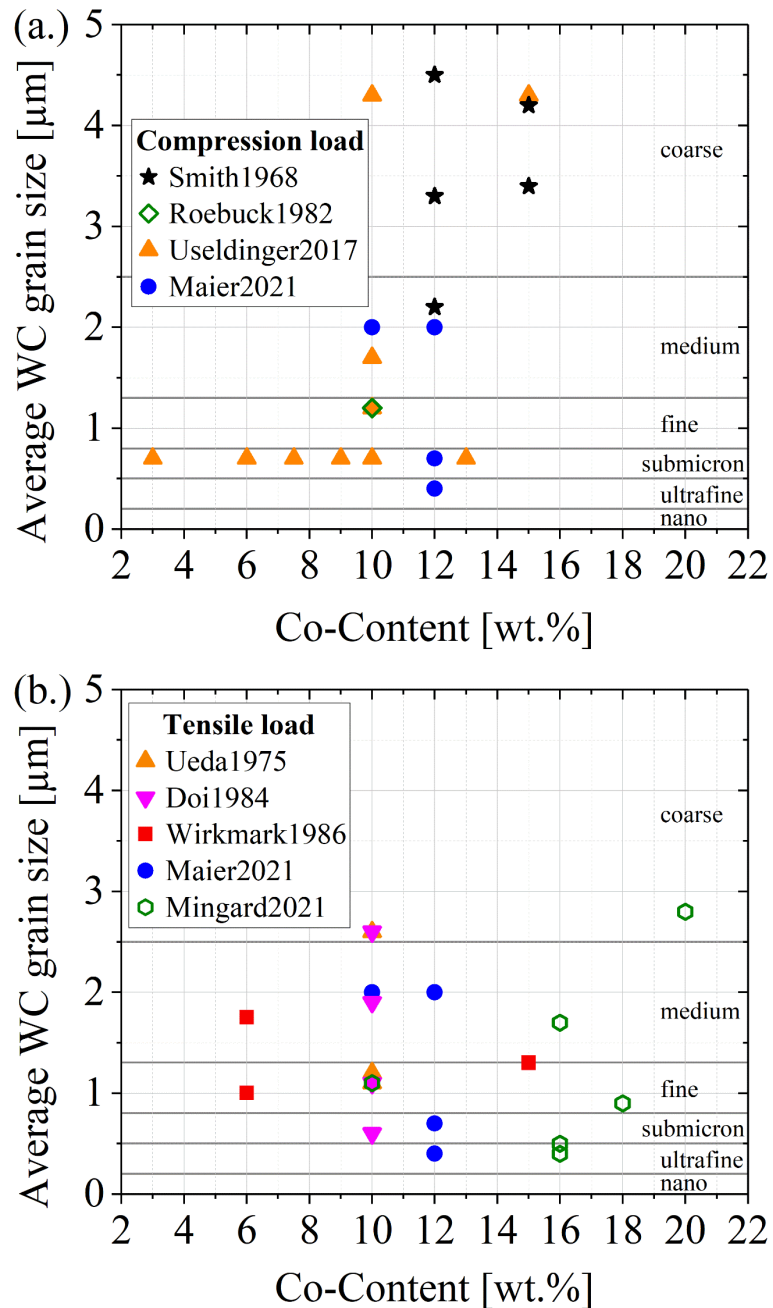 (a.)
5
4
3
2
1
0
Average WC grain size [µm]
Compression load
Smith1968
Roebuck1982
Useldinger2017
Maier2021
coarse
medium
fine
submicron
ultrafine
nano
2 4 6 8 10 12 14 16 18 20 22
Co-Content [wt.%]
(b.)
5
4
3
2
1
0
Average WC grain size [µm]
Tensile load
Ueda1975
Doi1984
Wirkmark1986
Maier2021
Mingard2021
coarse
medium
fine
submicron
ultrafine
nano
2 4 6 8 10 12 14 16 18 20 22
Co-Content [wt.%]